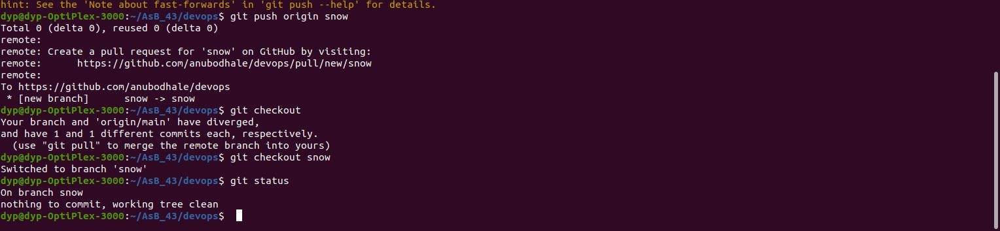 hint: See the 'Note about fast-forwards' in 'git push --help' for details.
dyp@dyp-OptiPlex-3000:~/AsB_43/devops$ git push origin snow
Total 0 (delta 0), reused 0 (delta 0)
remote:
remote: Create a pull request for 'snow' on GitHub by visiting:
remote:      https://github.com/anubodhale/devops/pull/new/snow
remote:
To https://github.com/anubodhale/devops
 * [new branch]      snow -> snow
dyp@dyp-OptiPlex-3000:~/AsB_43/devops$ git checkout
Your branch and 'origin/main' have diverged,
and have 1 and 1 different commits each, respectively.
  (use "git pull" to merge the remote branch into yours)
dyp@dyp-OptiPlex-3000:~/AsB_43/devops$ git checkout snow
Switched to branch 'snow'
dyp@dyp-OptiPlex-3000:~/AsB_43/devops$ git status
On branch snow
nothing to commit, working tree clean
dyp@dyp-OptiPlex-3000:~/AsB_43/devops$